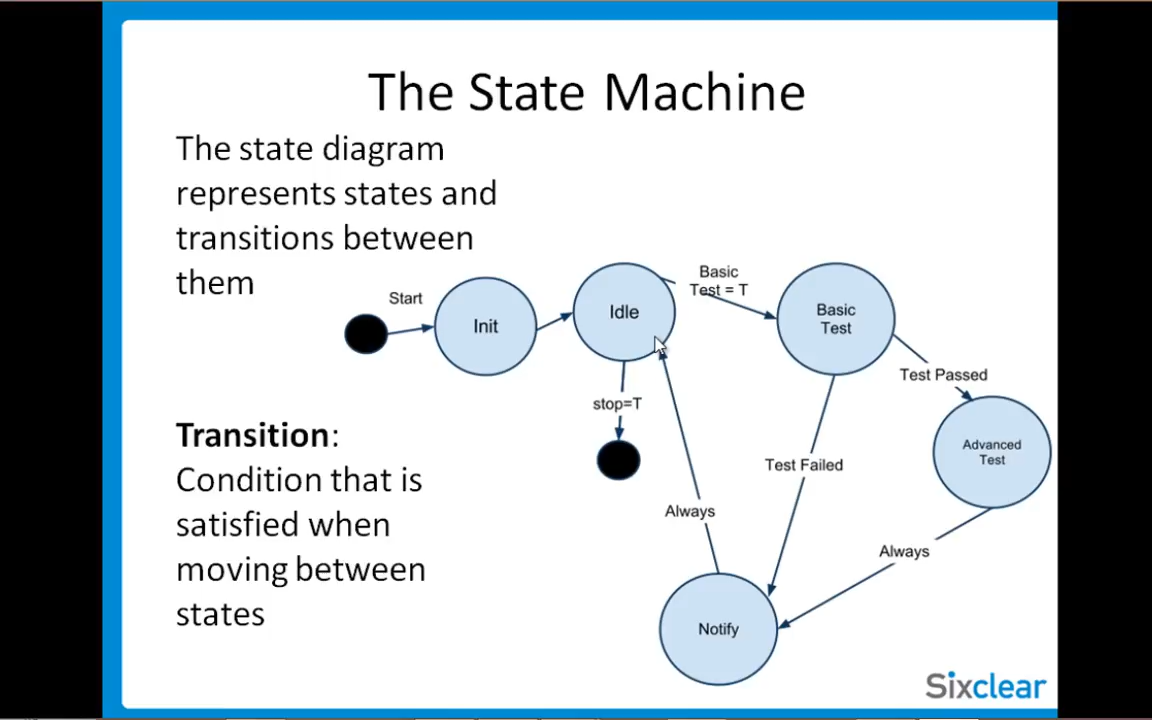 The State Machine
The state diagram
represents states and
transitions between
them
Start
Init
Idle
Basic
Test = T
Basic
Test
stop=T
Test Passed
Advanced
Test
Test Failed
Always
Always
Notify
Transition:
Condition that is
satisfied when
moving between
states
Sixclear